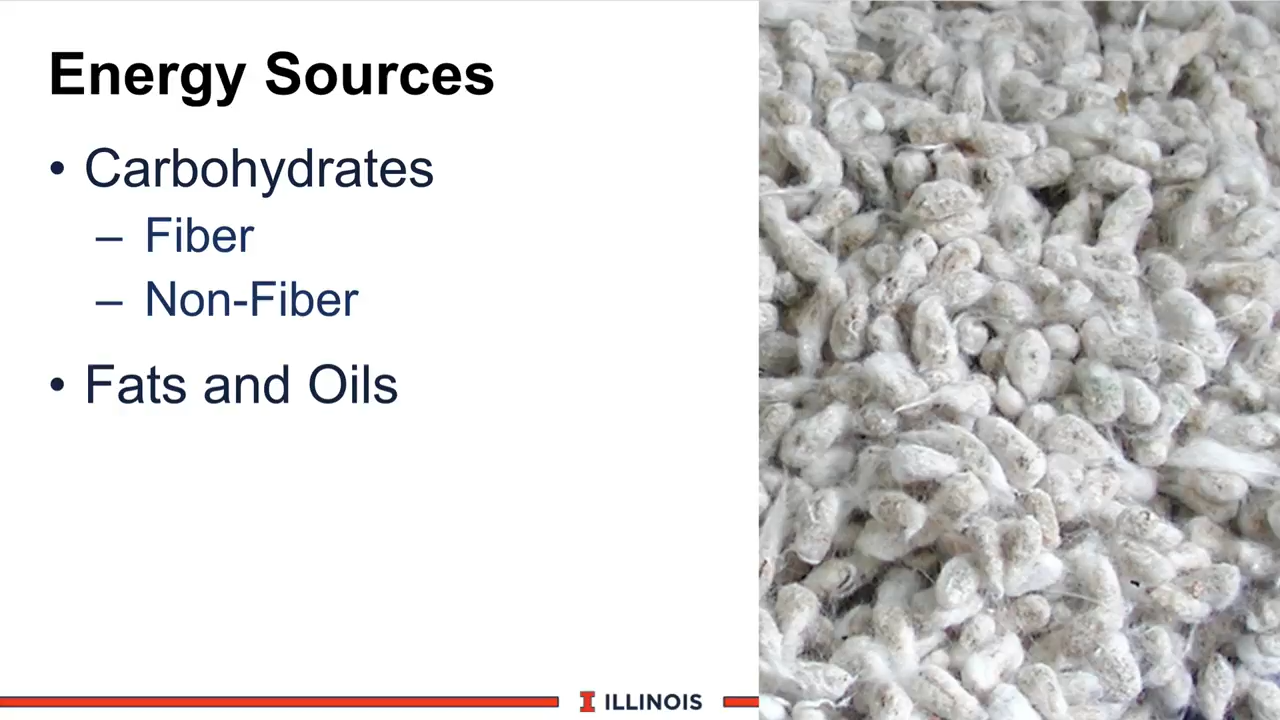 Energy Sources
• Carbohydrates
– Fiber
– Non-Fiber
• Fats and Oils
I ILLINOIS